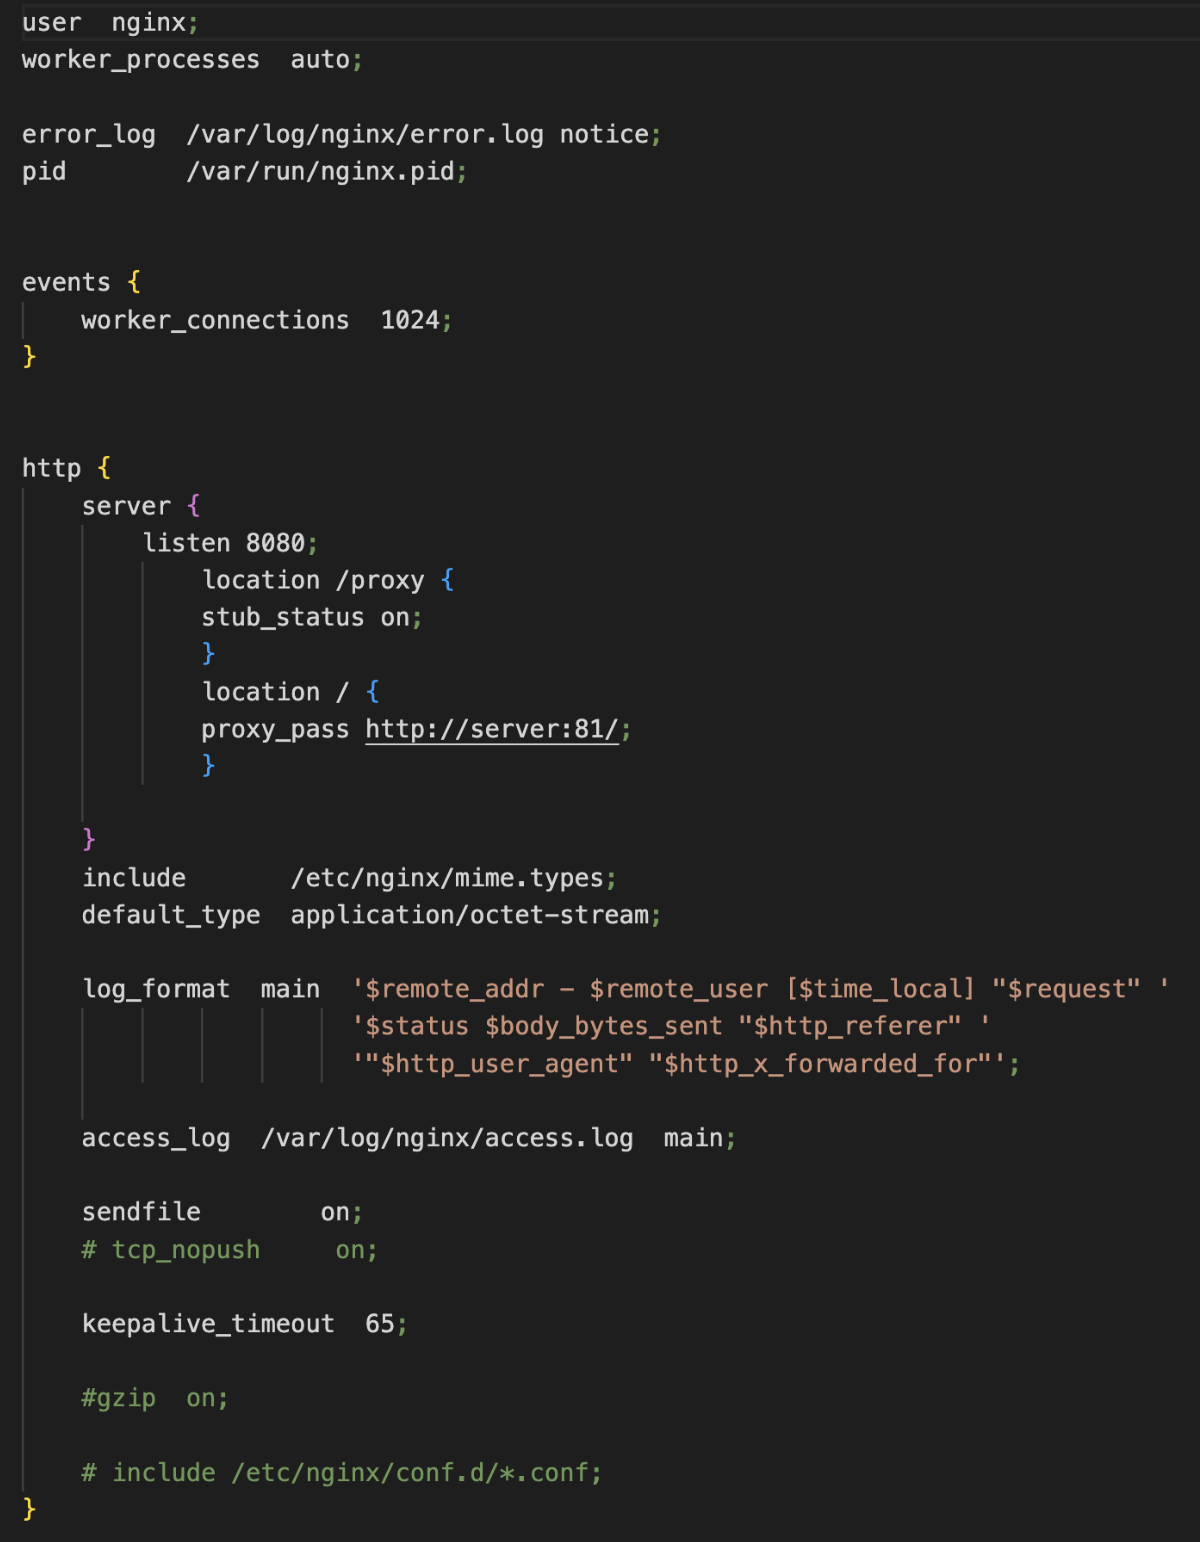 user  nginx;
worker_processes  auto;
error_log  /var/log/nginx/error.log notice;
pid        /var/run/nginx.pid;
events {
    worker_connections  1024;
}
http {
    server {
        listen 8080;
            location /proxy {
            stub_status on;
            }
            location / {
            proxy_pass http://server:81/;
            }
    }
    include       /etc/nginx/mime.types;
    default_type  application/octet-stream;
    log_format  main  '$remote_addr - $remote_user [$time_local] "$request" '
                      '$status $body_bytes_sent "$http_referer" '
                      '"$http_user_agent" "$http_x_forwarded_for"';
    access_log  /var/log/nginx/access.log  main;
    sendfile        on;
    # tcp_nopush     on;
    keepalive_timeout  65;
    #gzip  on;
    # include /etc/nginx/conf.d/*.conf;
}